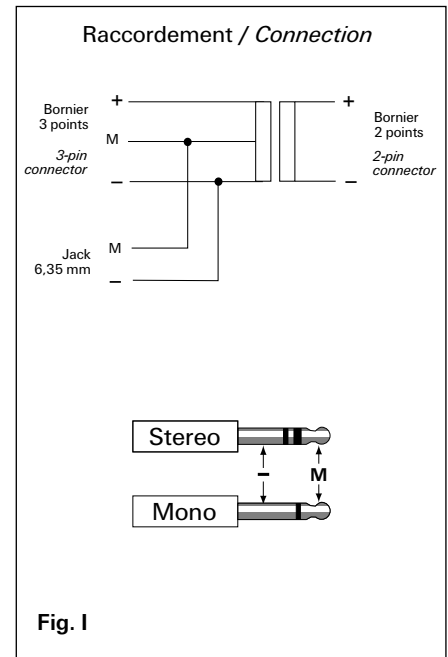 Raccordement / Connection
+
Bornier
3 points
M
3-pin
connector
–
+
Bornier
2 points
2-pin
connector
–
Jack
6,35 mm
M
–
Stereo
–
M
Mono
Fig. I